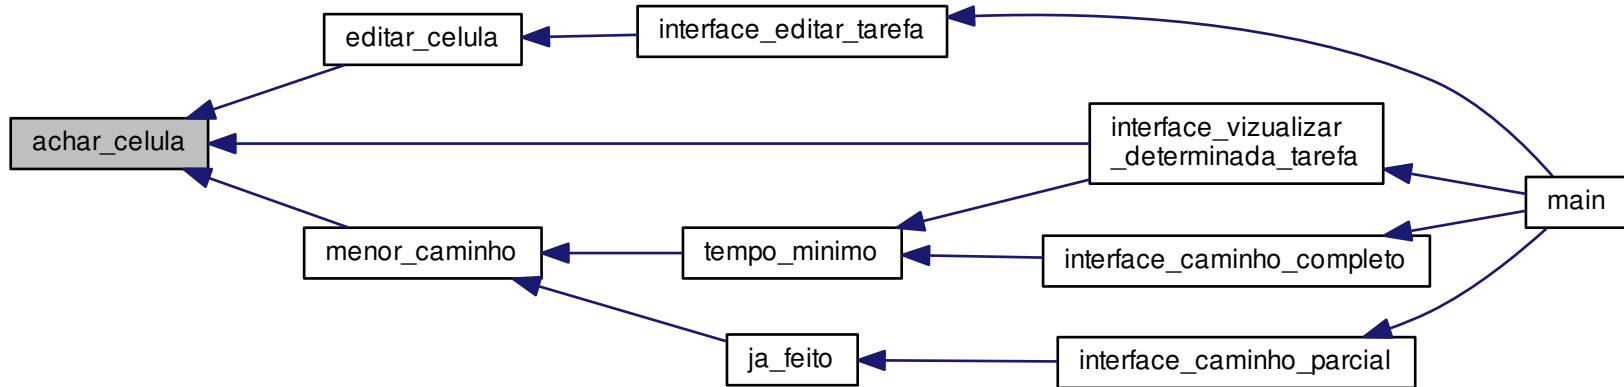 editar_celula
interface_editar_tarefa
achar_celula
interface_vizualizar
_determinada_tarefa
main
menor_caminho
tempo_minimo
interface_caminho_completo
ja_feito
interface_caminho_parcial